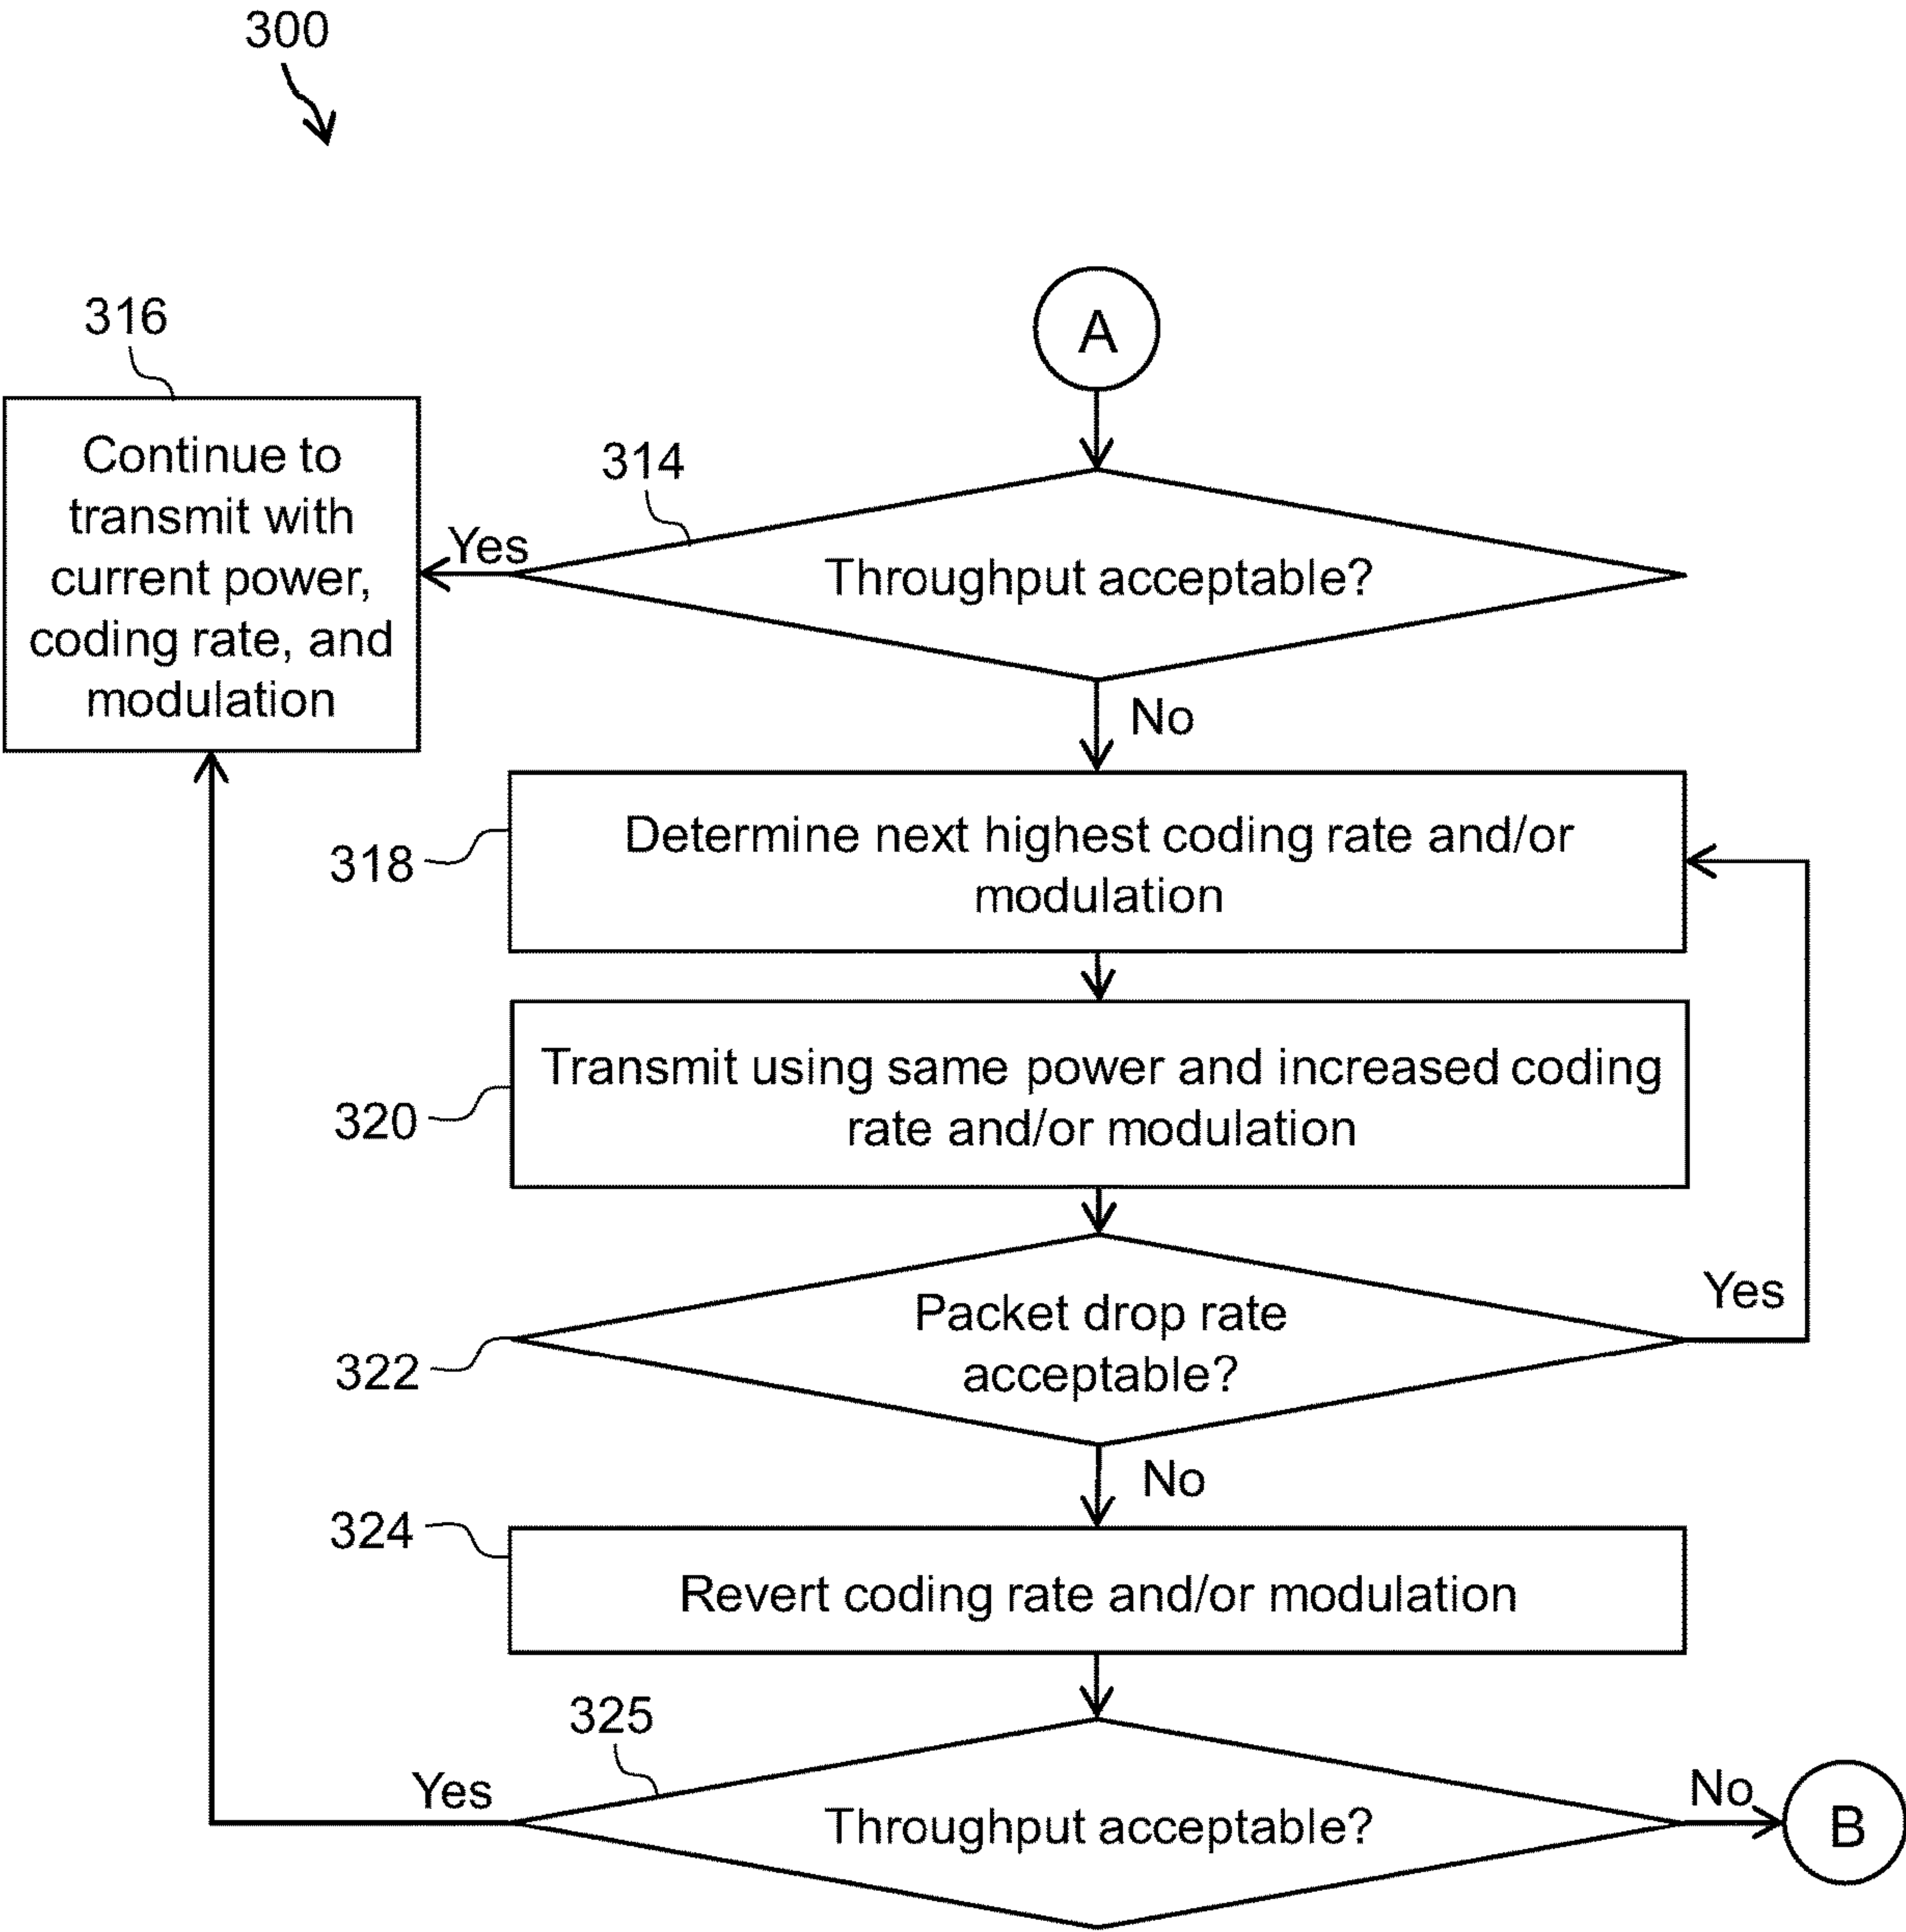 300
A
316
Continue to
transmit with
current power,
coding rate, and
modulation
314
Yes
Throughput acceptable?
No
318
Determine next highest coding rate and/or
modulation
320
Transmit using same power and increased coding
rate and/or modulation
322
Packet drop rate
acceptable?
Yes
No
324
Revert coding rate and/or modulation
325
Yes
Throughput acceptable?
No
B